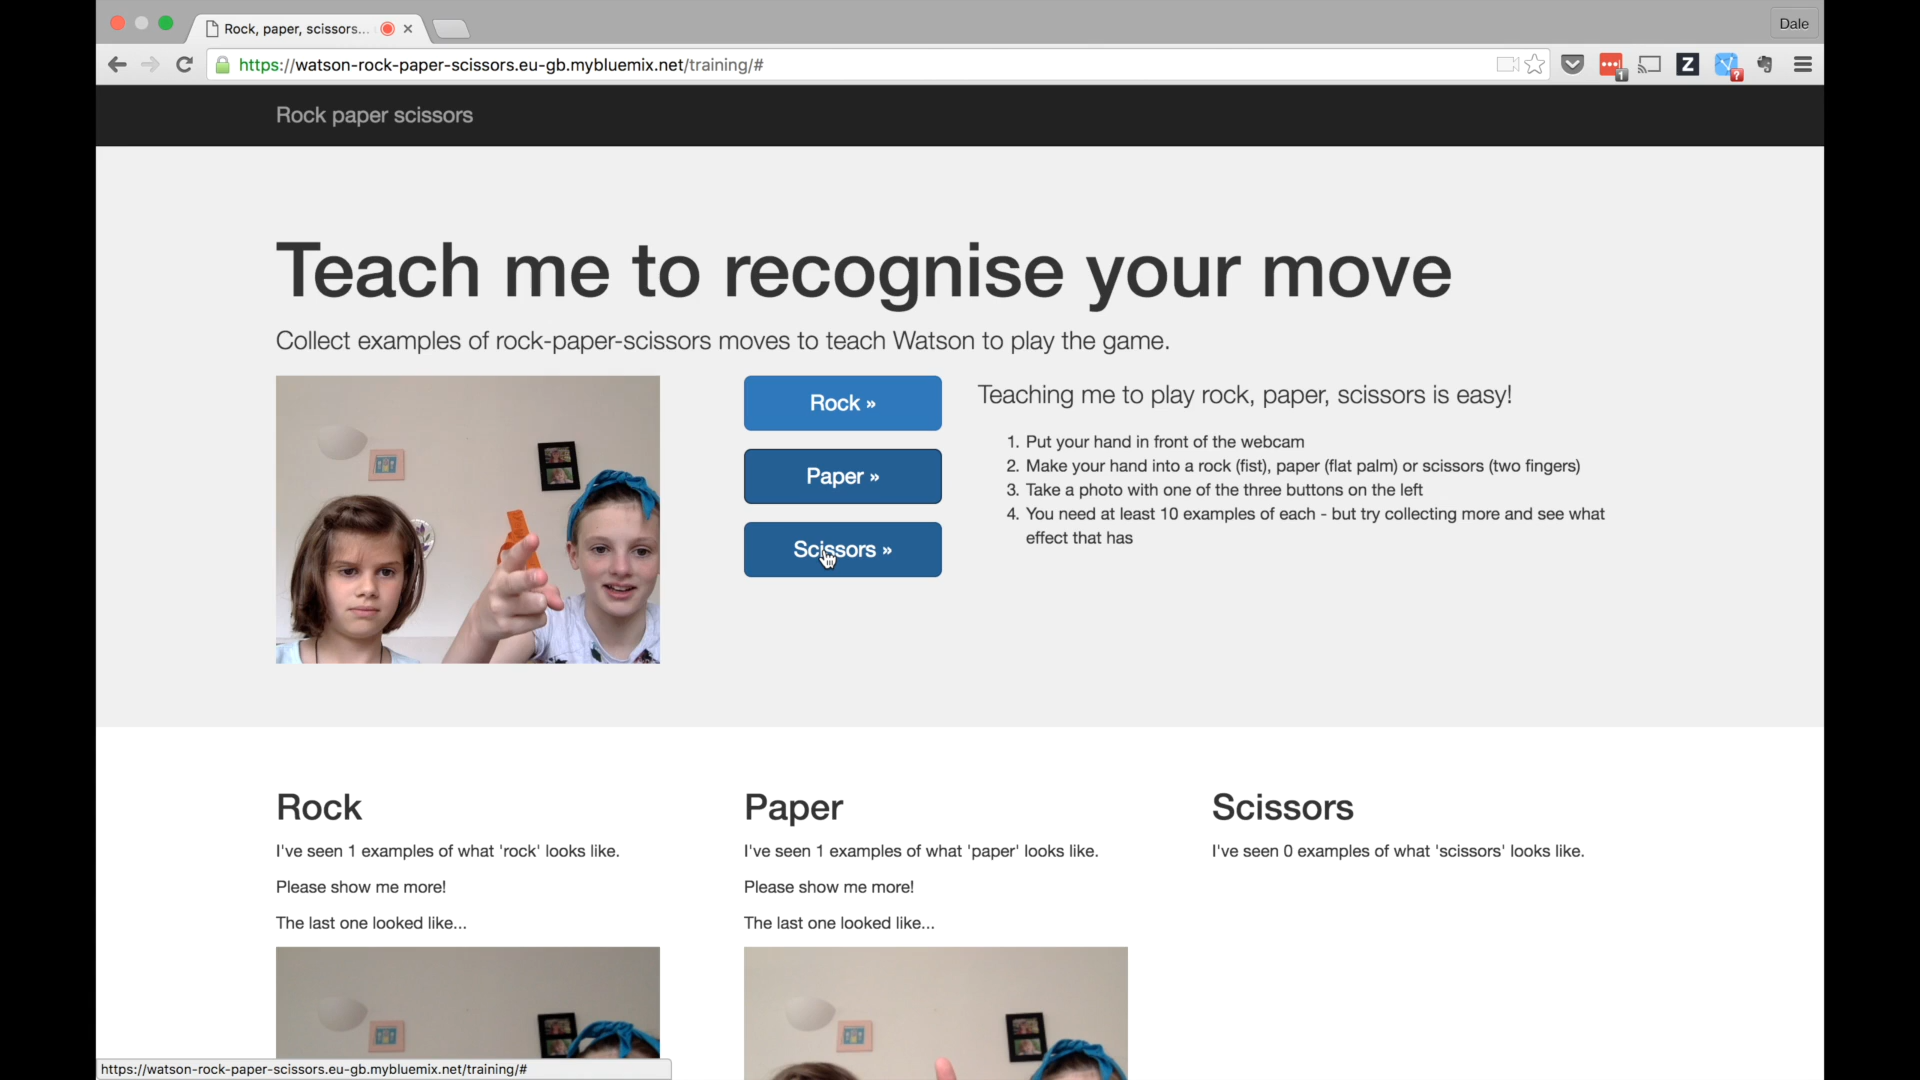 Rock, paper, scissors...
Dale
https://watson-rock-paper-scissors.eu-gb.mybluemix.net/training/#
1
Z
?
Rock paper scissors
Teach me to recognise your move
Collect examples of rock-paper-scissors moves to teach Watson to play the game.
Rock »
Paper »
Scissors »
Teaching me to play rock, paper, scissors is easy!
1. Put your hand in front of the webcam
2. Make your hand into a rock (fist), paper (flat palm) or scissors (two fingers)
3. Take a photo with one of the three buttons on the left
4. You need at least 10 examples of each - but try collecting more and see what
effect that has
Rock
I've seen 1 examples of what 'rock' looks like.
Please show me more!
The last one looked like...
Paper
I've seen 1 examples of what 'paper' looks like.
Please show me more!
The last one looked like...
Scissors
I've seen 0 examples of what 'scissors' looks like.
https://watson-rock-paper-scissors.eu-gb.mybluemix.net/training/#